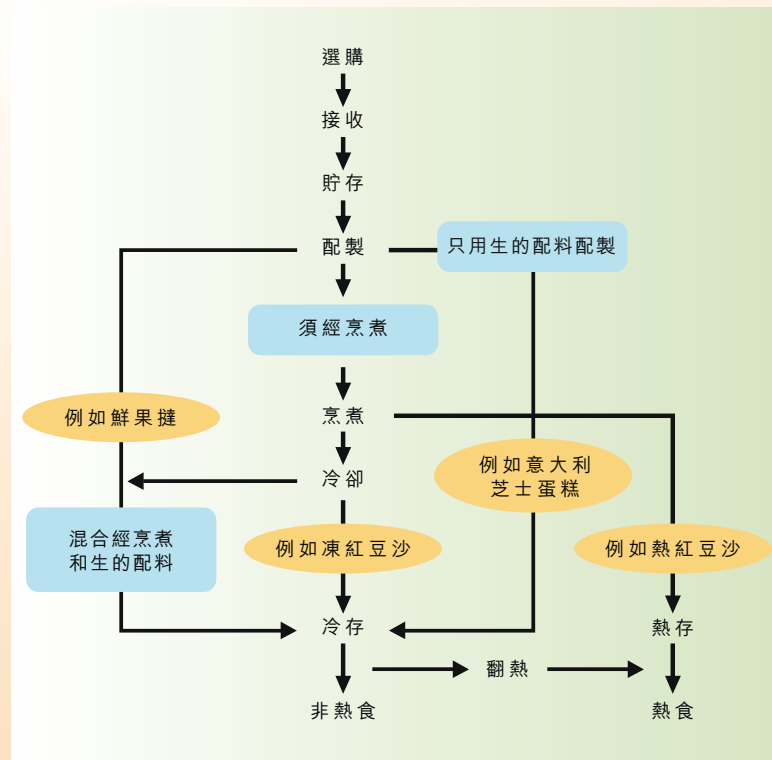 選購
接收
貯存
配製
只用生的配料配製
須經烹煮
例如鮮果撻
烹煮
冷卻
例如意大利
芝士蛋糕
混合經烹煮
和生的配料
例如凍紅豆沙
例如熱紅豆沙
冷存
熱存
翻熱
非熱食
熱食